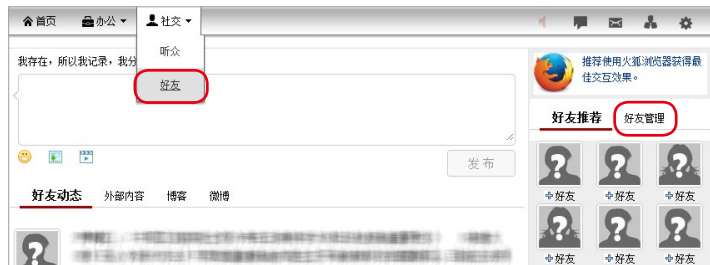 首页 办公 社交
听众
好友
我存在，所以我记录，我分
发布
好友动态 外部内容 博客 微博
推荐使用火狐浏览器获得最
佳交互效果。
好友推荐 好友管理
好友 好友 好友
好友 好友 好友